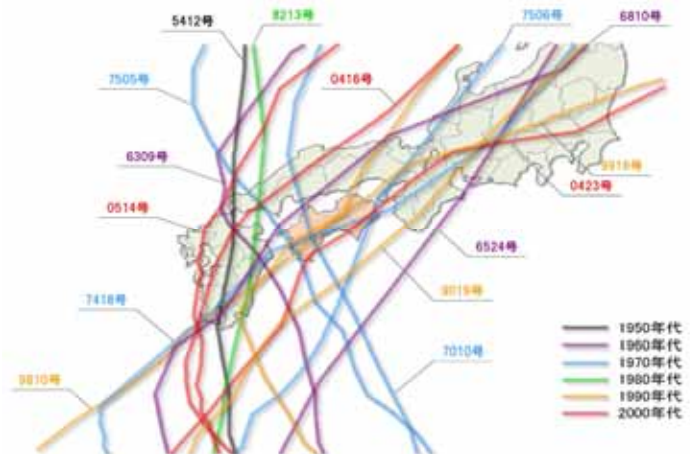 5412号
8213号
7506号
6810号
7505号
0416号
6309号
9918号
0423号
0514号
6524号
9019号
7418号
7010号
9810号
1950年代
1960年代
1970年代
1980年代
1990年代
2000年代